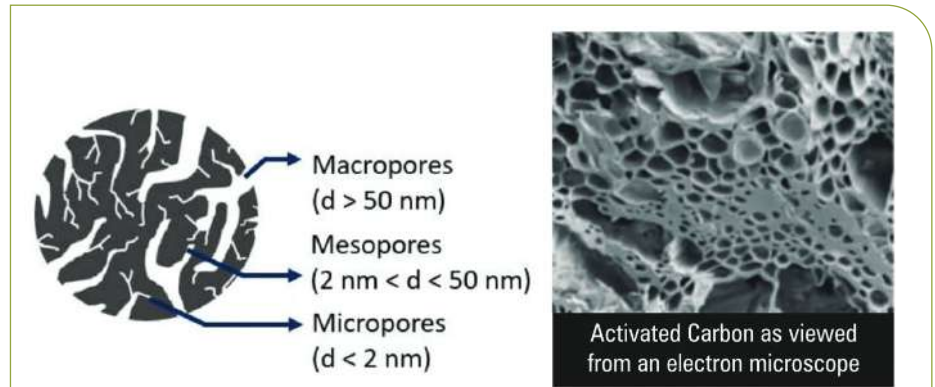 Macropores
(d > 50 nm)
Mesopores
(2 nm < d < 50 nm)
Micropores
(d < 2 nm)
Activated Carbon as viewed
from an electron microscope